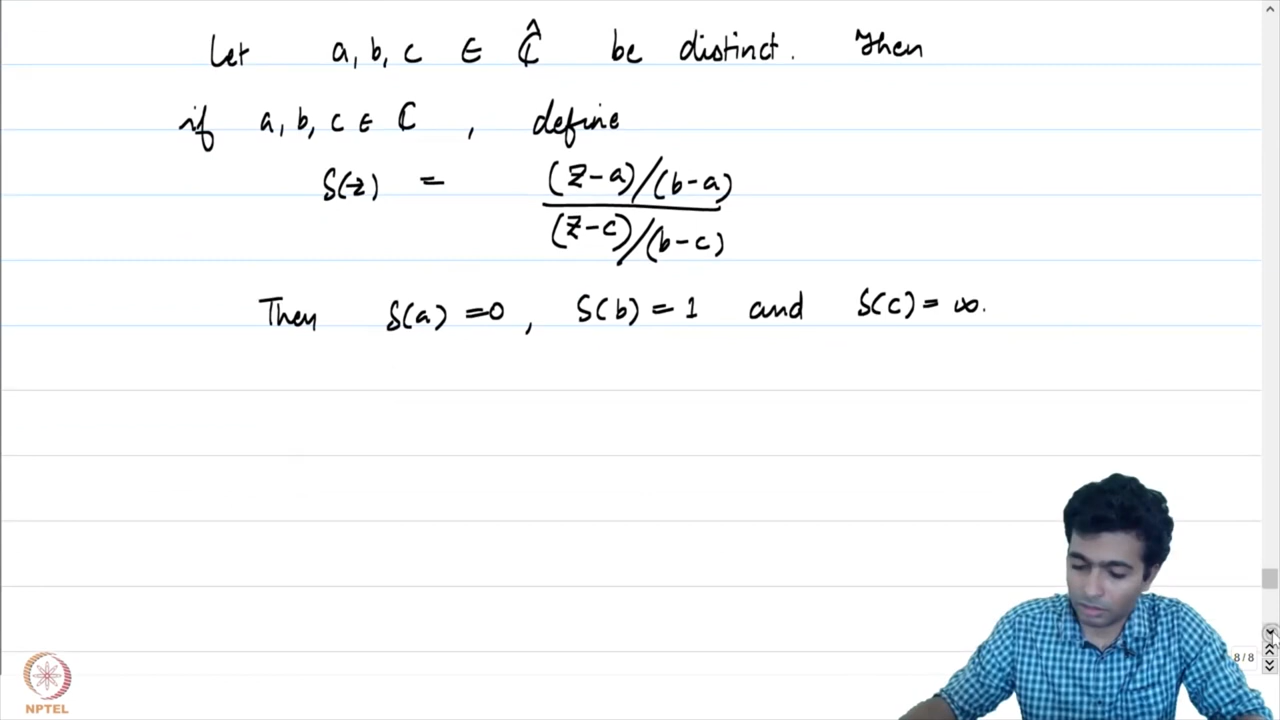 Let a, b, c ∈ Ĉ be distinct. Then
if a, b, c ∈ ℂ , define
S(z) = (z-a)/(b-a)
(z-c)/(b-c)
Then S(a) = 0 , S(b) = 1 and S(c) = ∞.
8/8
NPTEL